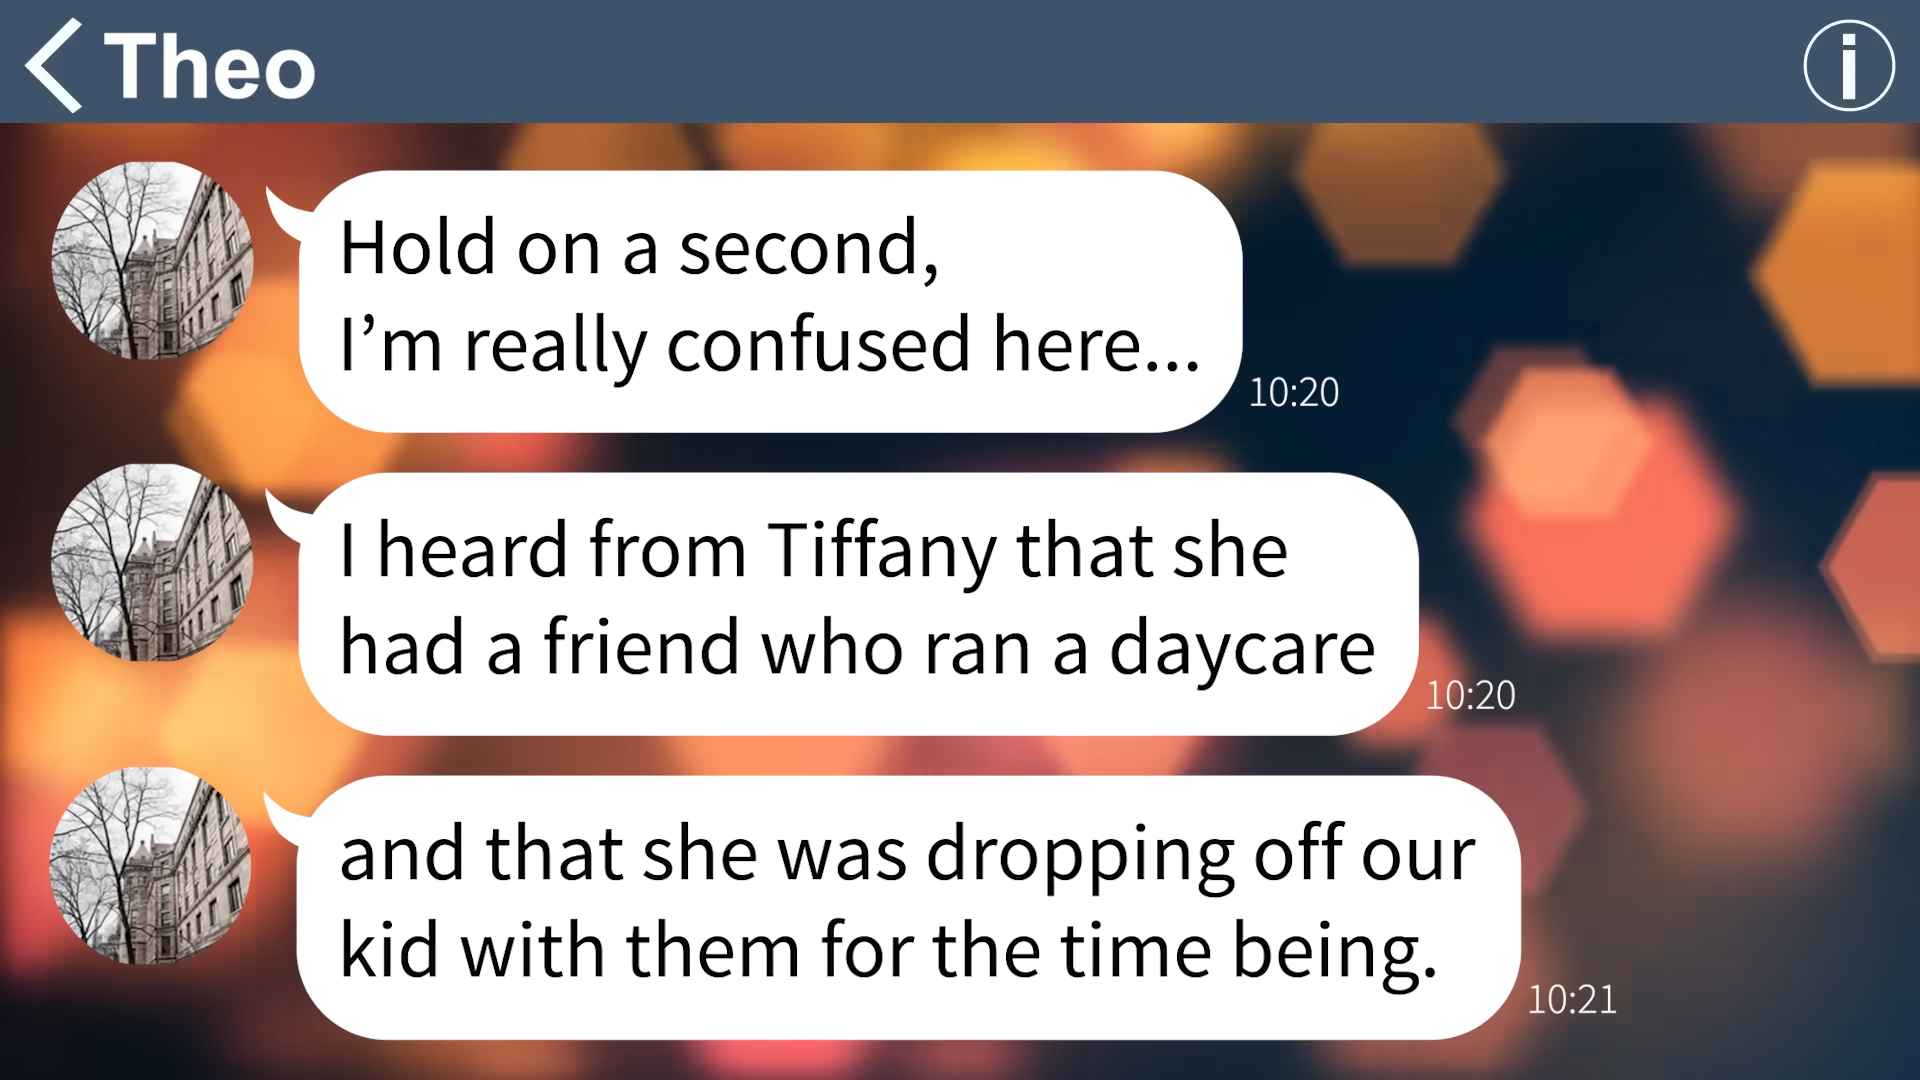 Theo
i
Hold on a second,
I’m really confused here...
10:20
I heard from Tiffany that she
had a friend who ran a daycare
10:20
and that she was dropping off our
kid with them for the time being.
10:21